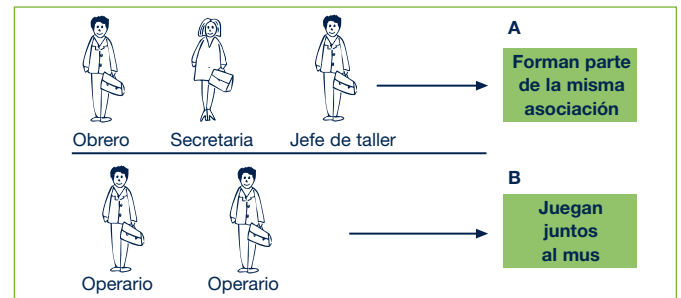 A
Forman parte
de la misma
asociación
Obrero Secretaria Jefe de taller
B
Juegan
juntos
al mus
Operario Operario